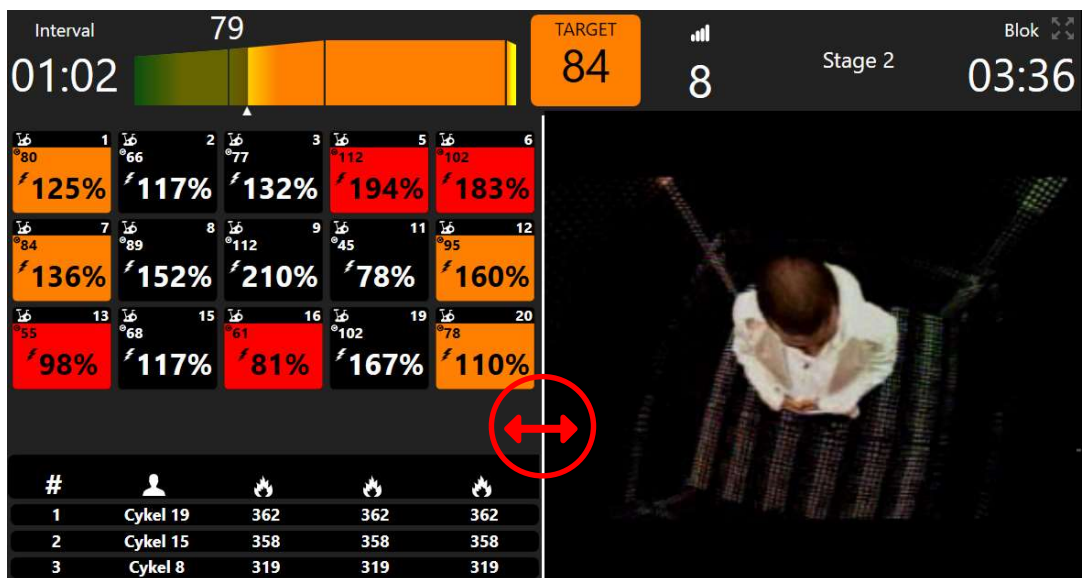 Interval 79 TARGET Blok
01:02 84 8 Stage 2 03:36
1 2 3 5 6
80 66 77 112 102
125% 117% 132% 194% 183%
7 8 9 11 12
84 89 112 45 95
136% 152% 210% 78% 160%
13 15 16 19 20
55 68 61 102 78
98% 117% 81% 167% 110%
#
1 Cykel 19 362 362 362
2 Cykel 15 358 358 358
3 Cykel 8 319 319 319